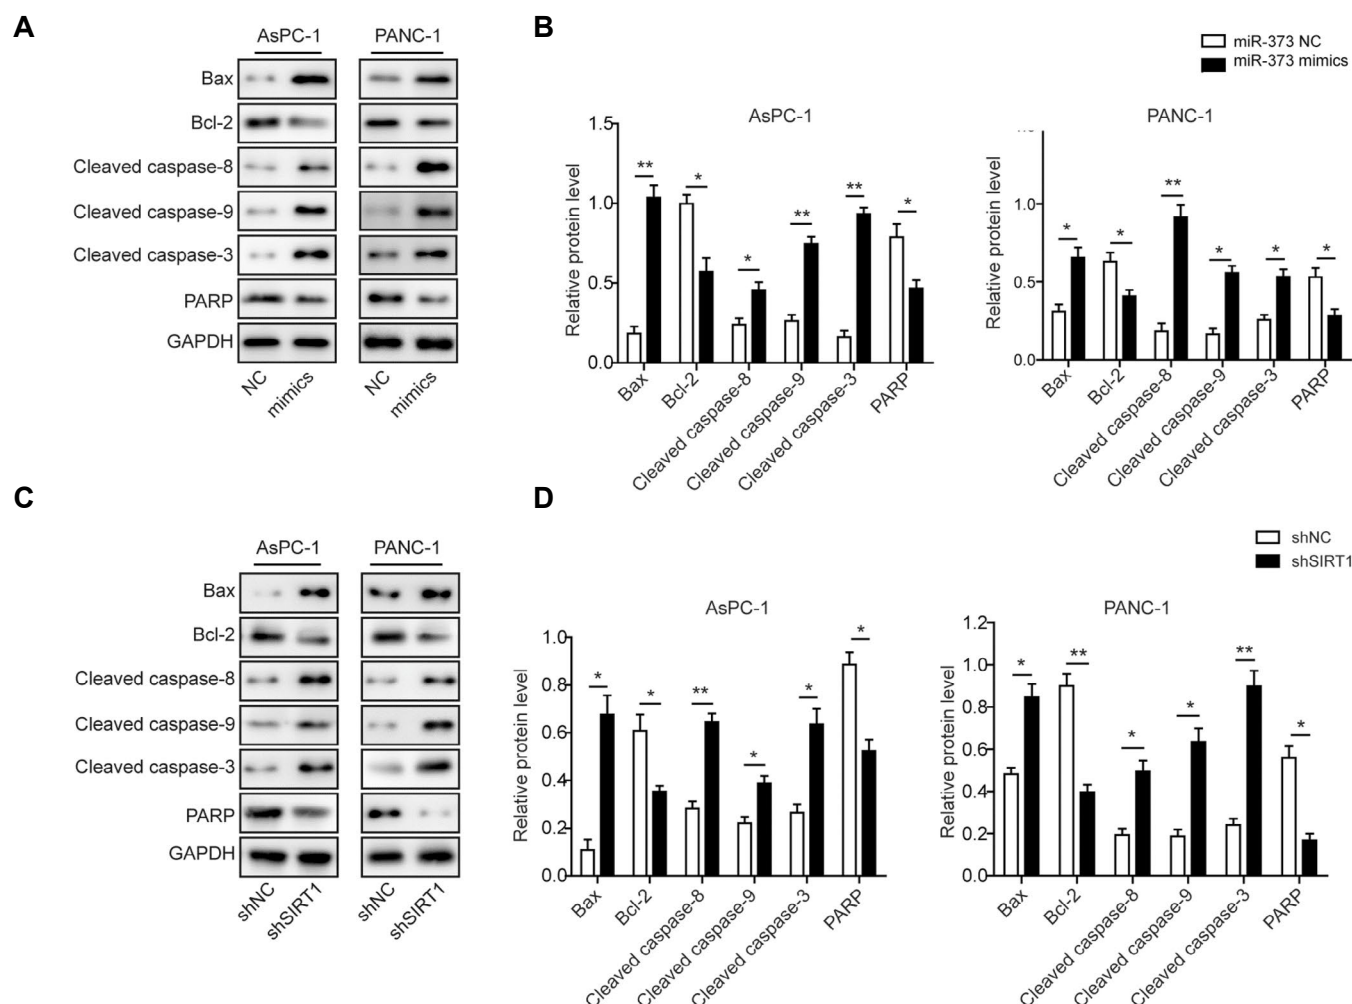 A
AsPC-1 PANC-1
Bax
Bcl-2
Cleaved caspase-8
Cleaved caspase-9
Cleaved caspase-3
PARP
GAPDH
NC mimics NC mimics
B
miR-373 NC
miR-373 mimics
AsPC-1
Relative protein level
1.5
1.0
0.5
0.0
** * * ** ** *
Bax Bcl-2 Cleaved caspase-8 Cleaved caspase-9 Cleaved caspase-3 PARP
PANC-1
Relative protein level
1.0
0.5
0.0
* * ** * * *
Bax Bcl-2 Cleaved caspase-8 Cleaved caspase-9 Cleaved caspase-3 PARP
C
AsPC-1 PANC-1
Bax
Bcl-2
Cleaved caspase-8
Cleaved caspase-9
Cleaved caspase-3
PARP
GAPDH
shNC shSIRT1 shNC shSIRT1
D
shNC
shSIRT1
AsPC-1
Relative protein level
1.0
0.8
0.6
0.4
0.2
0.0
* * ** * * *
Bax Bcl-2 Cleaved caspase-8 Cleaved caspase-9 Cleaved caspase-3 PARP
PANC-1
Relative protein level
1.2
1.0
0.8
0.6
0.4
0.2
0.0
* ** * * ** *
Bax Bcl-2 Cleaved caspase-8 Cleaved caspase-9 Cleaved caspase-3 PARP